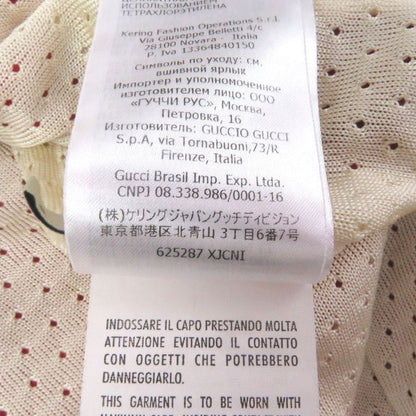 ИСПОЛЬЗОВАНИЕМ
ТЕТРАХЛОРЭТИЛЕНА
Kering Fashion Operations S.r.l.
Via Giuseppe Belletti 4/c
28100 Novara - Italia
P. Iva 13364840150
Символы по уходу: см.
вшивной ярлык
Импортер и уполномоченное
изготовителем лицо: ООО
«ГУЧЧИ РУС», Москва,
Петровка, 16
Изготовитель: GUCCIO GUCCI
S.p.A, via Tornabuoni,73/R
Firenze, Italia
Gucci Brasil Imp. Exp. Ltda.
CNPJ 08.338.986/0001-16
(株)ケリングジャパングッチディビジョン
東京都港区北青山 3丁目6番7号
625287 XJCNI
INDOSSARE IL CAPO PRESTANDO MOLTA
ATTENZIONE EVITANDO IL CONTATTO
CON OGGETTI CHE POTREBBERO
DANNEGGIARLO.
THIS GARMENT IS TO BE WORN WITH